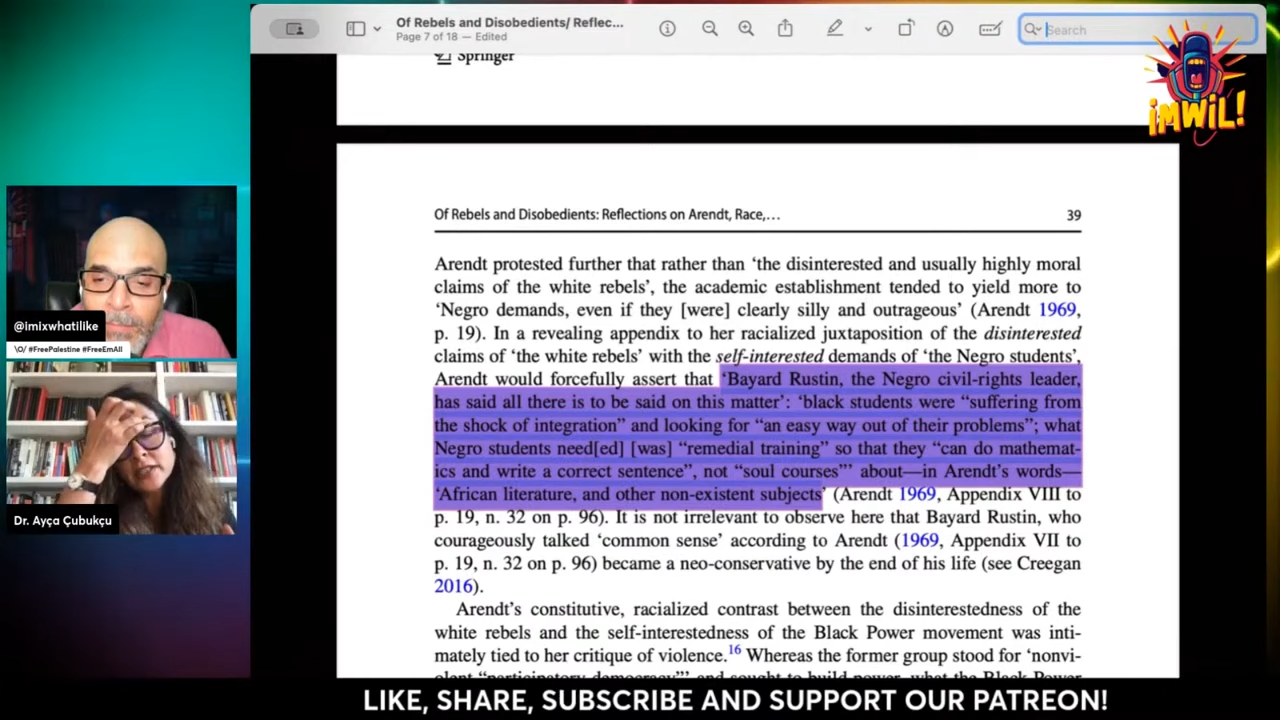 Of Rebels and Disobedients/ Reflec...
Page 7 of 18 — Edited
Search
iMWiL!
Springer
Of Rebels and Disobedients: Reflections on Arendt, Race,…
39
Arendt protested further that rather than ‘the disinterested and usually highly moral
claims of the white rebels’, the academic establishment tended to yield more to
‘Negro demands, even if they [were] clearly silly and outrageous’ (Arendt 1969,
p. 19). In a revealing appendix to her racialized juxtaposition of the disinterested
claims of ‘the white rebels’ with the self-interested demands of ‘the Negro students’,
Arendt would forcefully assert that ‘Bayard Rustin, the Negro civil-rights leader,
has said all there is to be said on this matter’: ‘black students were “suffering from
the shock of integration” and looking for “an easy way out of their problems”; what
Negro students need[ed] [was] “remedial training” so that they “can do mathemat-
ics and write a correct sentence”, not “soul courses”’ about—in Arendt’s words—
‘African literature, and other non-existent subjects’ (Arendt 1969, Appendix VIII to
p. 19, n. 32 on p. 96). It is not irrelevant to observe here that Bayard Rustin, who
courageously talked ‘common sense’ according to Arendt (1969, Appendix VII to
p. 19, n. 32 on p. 96) became a neo-conservative by the end of his life (see Creegan
2016).
Arendt’s constitutive, racialized contrast between the disinterestedness of the
white rebels and the self-interestedness of the Black Power movement was inti-
mately tied to her critique of violence.16 Whereas the former group stood for ‘nonvi-
olent “participatory democracy”’ and sought to build power, what the Black Power
@imixwhatilike
\O/ #FreePalestine #FreeEmAll
Dr. Ayça Çubukçu
LIKE, SHARE, SUBSCRIBE AND SUPPORT OUR PATREON!